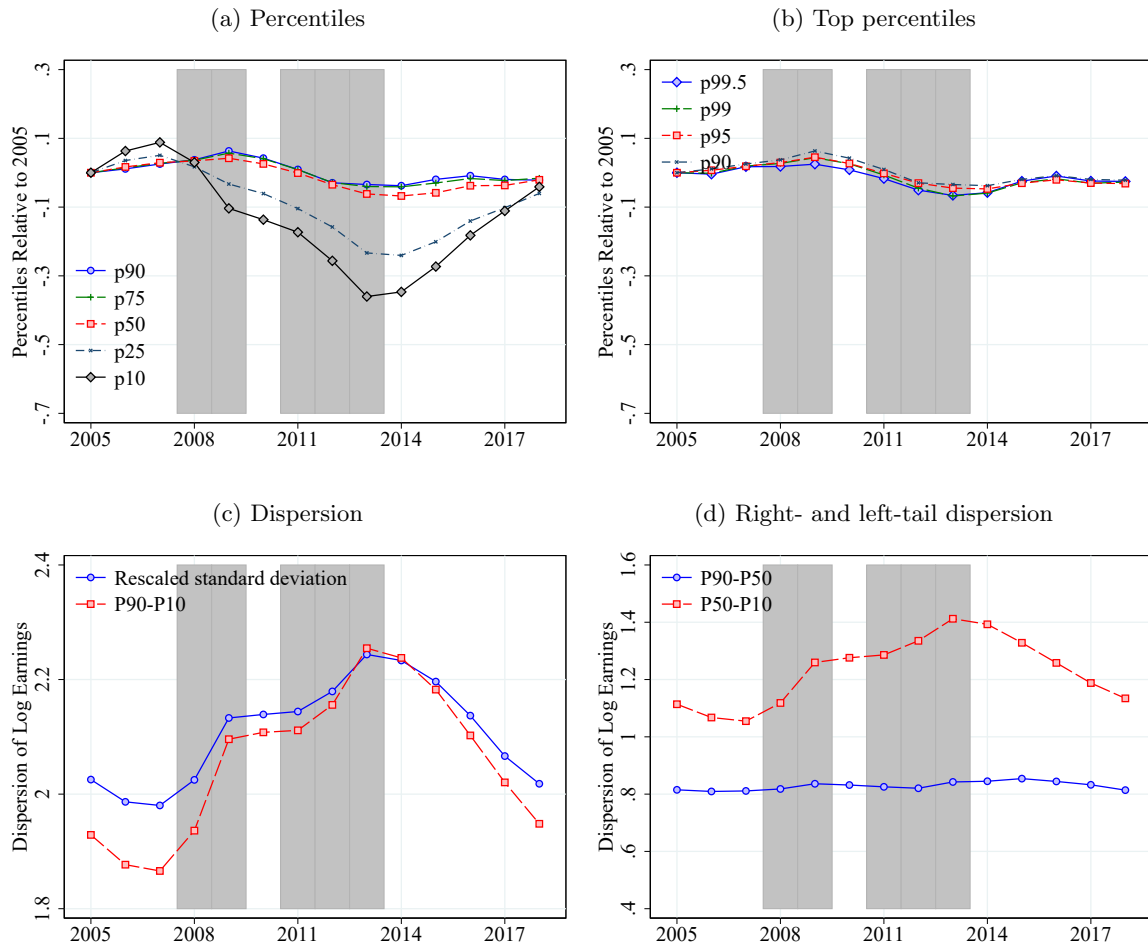 (a) Percentiles
Percentiles Relative to 2005
.3
.1
-.1
-.3
-.5
-.7
p90
p75
p50
p25
p10
2005 2008 2011 2014 2017
(b) Top percentiles
Percentiles Relative to 2005
.3
.1
-.1
-.3
-.5
-.7
p99.5
p99
p95
p90
2005 2008 2011 2014 2017
(c) Dispersion
Dispersion of Log Earnings
2.4
2.2
2
1.8
Rescaled standard deviation
P90-P10
2005 2008 2011 2014 2017
(d) Right- and left-tail dispersion
Dispersion of Log Earnings
1.6
1.4
1.2
1
.8
.6
.4
P90-P50
P50-P10
2005 2008 2011 2014 2017